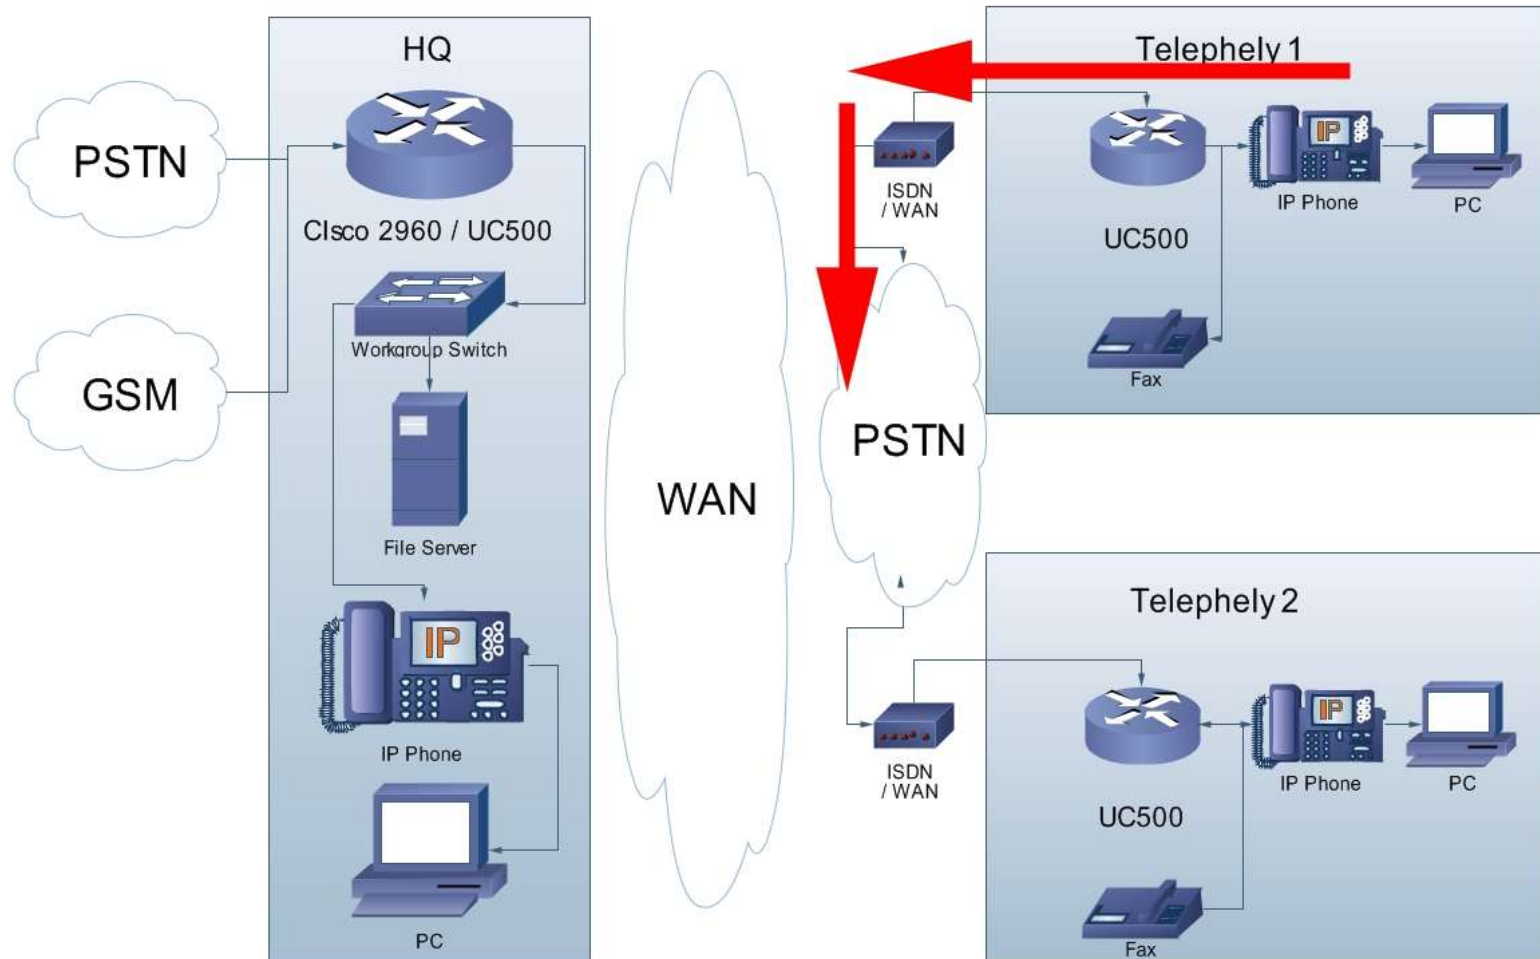 HQ
PSTN
CIsco 2960 / UC500
Workgroup Switch
GSM
File Server
IP
IP Phone
PC
WAN
PSTN
ISDN
/ WAN
ISDN
/ WAN
Telephely 1
IP
IP Phone
PC
UC500
Fax
Telephely 2
IP
IP Phone
PC
UC500
Fax